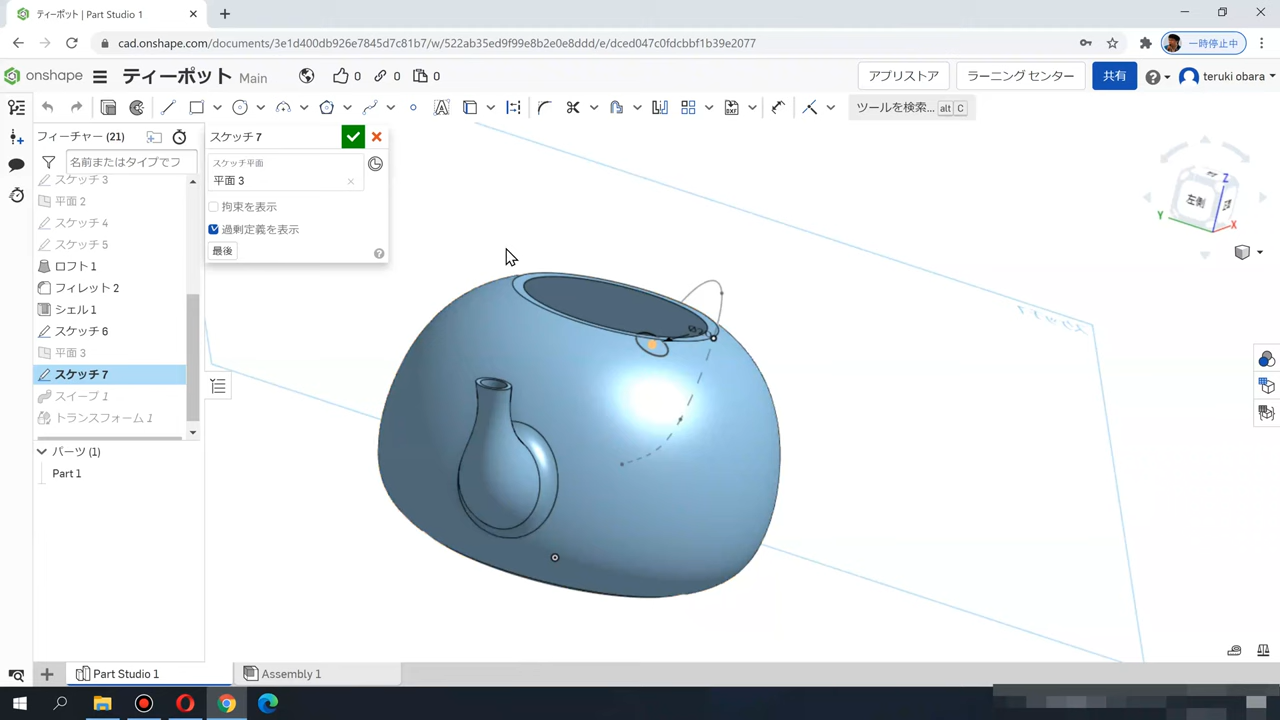 ティーポット | Part Studio 1
cad.onshape.com/documents/3e1d400db926e7845d7c81b7/w/522ab35a9199e8b2e0e8ddd/e/dced047c0fdcbbf1b39e2077
一時停止中
onshape
ティーポット Main
0
0
0
アプリストア
ラーニング センター
共有
teruki obara
ツールを検索... alt C
フィーチャー (21)
名前またはタイプでフ
スケッチ 3
平面 2
スケッチ 4
スケッチ 5
ロフト 1
フィレット 2
シェル 1
スケッチ 6
平面 3
スケッチ 7
スイープ 1
トランスフォーム 1
パーツ (1)
Part 1
スケッチ 7
スケッチ平面
平面 3
拘束を表示
過剰定義を表示
最後
左側
Z
Y
X
Part Studio 1
Assembly 1